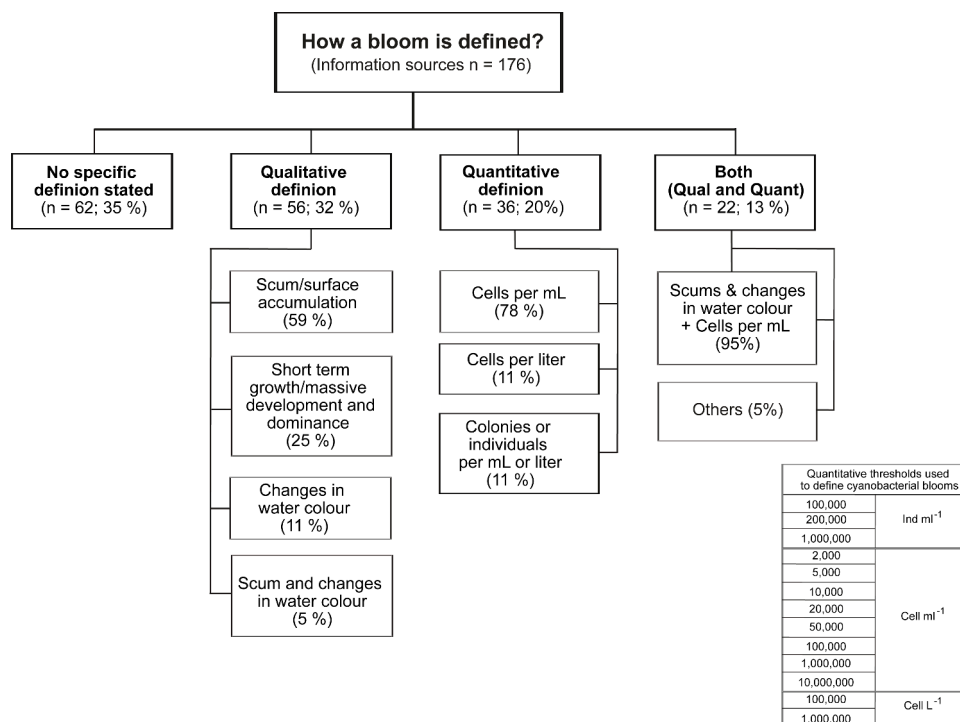 How a bloom is defined?
(Information sources n = 176)
No specific
definion stated
(n = 62; 35 %)
Qualitative
definion
(n = 56; 32 %)
Quantitative
definion
(n = 36; 20%)
Both
(Qual and Quant)
(n = 22; 13 %)
Scum/surface
accumulation
(59 %)
Short term
growth/massive
development and
dominance
(25 %)
Changes in
water colour
(11 %)
Scum and changes
in water colour
(5 %)
Cells per mL
(78 %)
Cells per liter
(11 %)
Colonies or
individuals
per mL or liter
(11 %)
Scums & changes
in water colour
+ Cells per mL
(95%)
Others (5%)
Quantitative thresholds used
to define cyanobacterial blooms
100,000
200,000
1,000,000
Ind ml⁻¹
2,000
5,000
10,000
20,000
50,000
100,000
1,000,000
10,000,000
Cell ml⁻¹
100,000
1,000,000
Cell L⁻¹